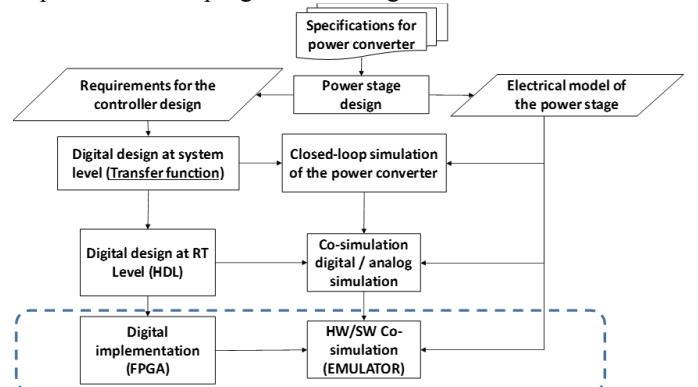 Specifications for
power converter
Requirements for the
controller design
Power stage
design
Electrical model of
the power stage
Digital design at system
level (Transfer function)
Closed-loop simulation
of the power converter
Digital design at RT
Level (HDL)
Co-simulation
digital / analog
simulation
Digital
implementation
(FPGA)
HW/SW Co-
simulation
(EMULATOR)